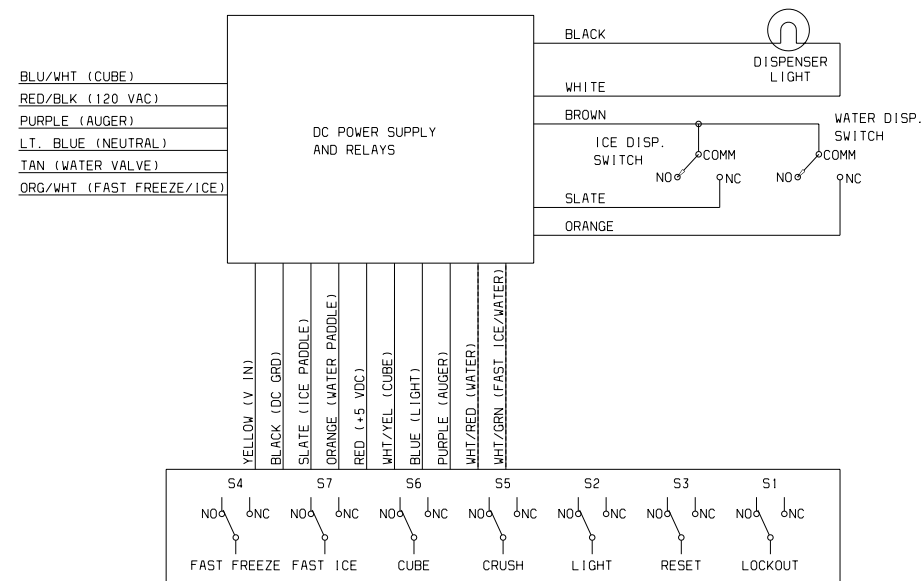 BLU/WHT (CUBE)
RED/BLK (120 VAC)
PURPLE (AUGER)
LT. BLUE (NEUTRAL)
TAN (WATER VALVE)
ORG/WHT (FAST FREEZE/ICE)
DC POWER SUPPLY
AND RELAYS
BLACK
DISPENSER
LIGHT
WHITE
BROWN
WATER DISP.
SWITCH
ICE DISP.
SWITCH
COMM
COMM
NO
NC
NO
NC
SLATE
ORANGE
YELLOW (V IN)
BLACK (DC GRD)
SLATE (ICE PADDLE)
ORANGE (WATER PADDLE)
RED (+5 VDC)
WHT/YEL (CUBE)
BLUE (LIGHT)
PURPLE (AUGER)
WHT/RED (WATER)
WHT/GRN (FAST ICE/WATER)
S4 S7 S6 S5 S2 S3 S1
NO NC NO NC NO NC NO NC NO NC NO NC NO NC
FAST FREEZE FAST ICE CUBE CRUSH LIGHT RESET LOCKOUT